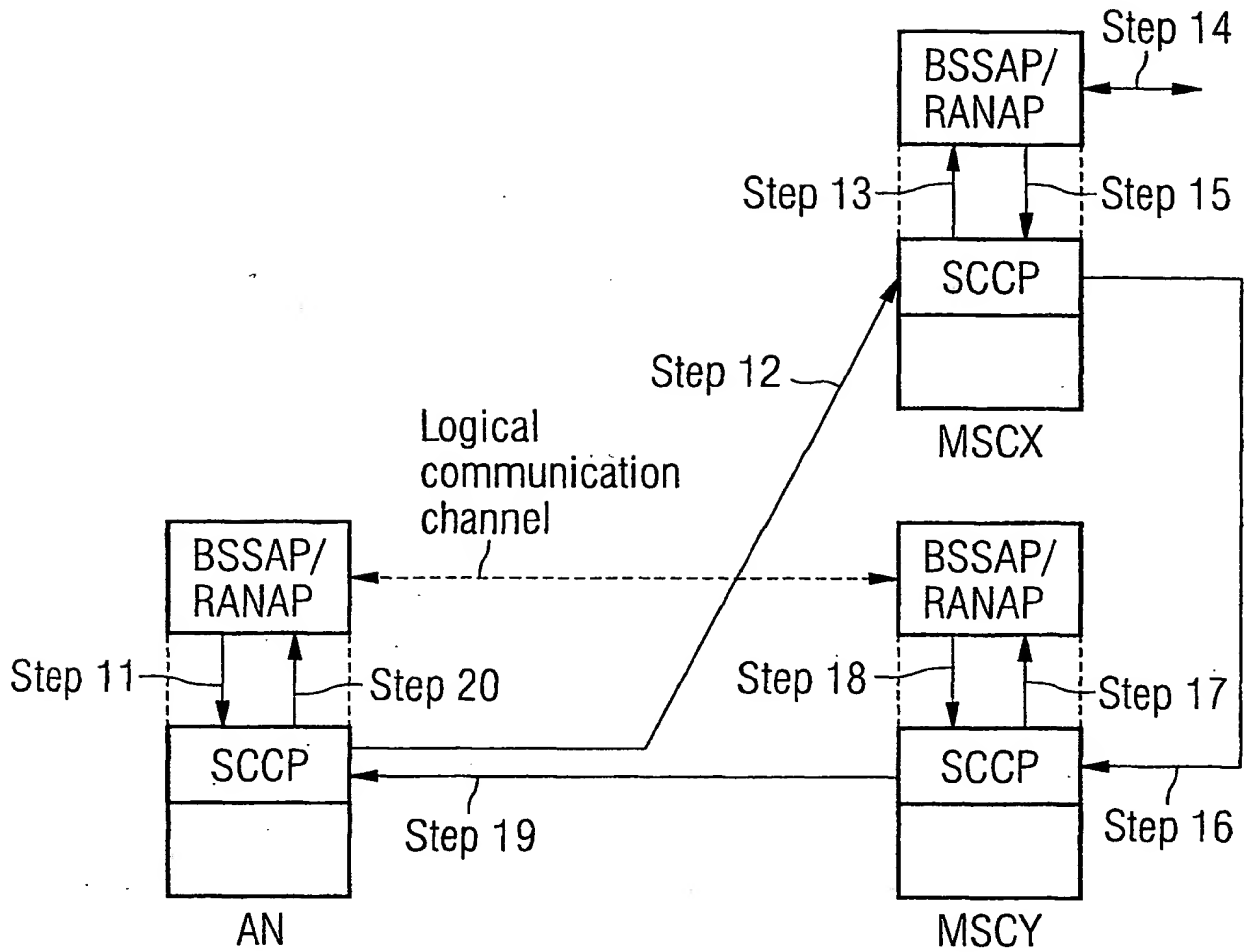 Step 14
BSSAP/
RANAP
Step 13
Step 15
SCCP
Step 12
MSCX
Logical
communication
channel
BSSAP/
RANAP
BSSAP/
RANAP
Step 11
Step 20
Step 18
Step 17
SCCP
SCCP
Step 19
Step 16
AN
MSCY